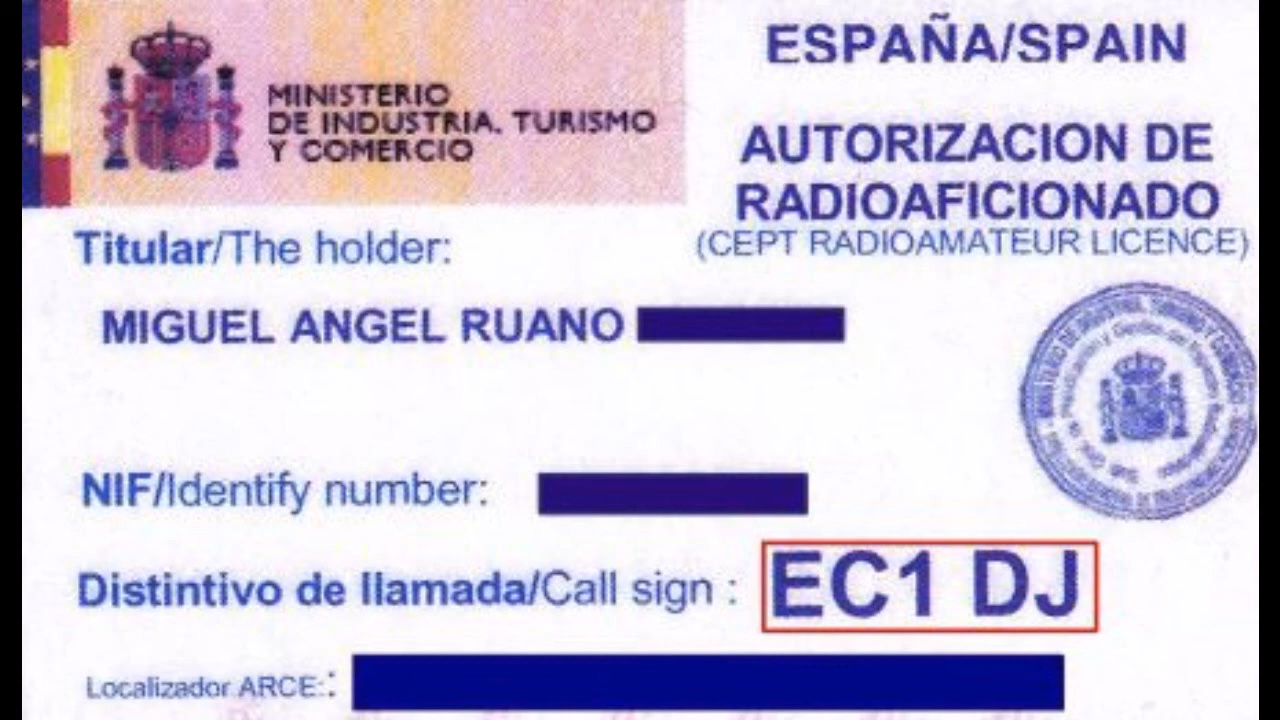 MINISTERIO
DE INDUSTRIA, TURISMO
Y COMERCIO
ESPAÑA/SPAIN
AUTORIZACION DE
RADIOAFICIONADO
(CEPT RADIOAMATEUR LICENCE)
Titular/The holder:
MIGUEL ANGEL RUANO
NIF/Identify number:
Distintivo de llamada/Call sign :
EC1 DJ
Localizador ARCE::